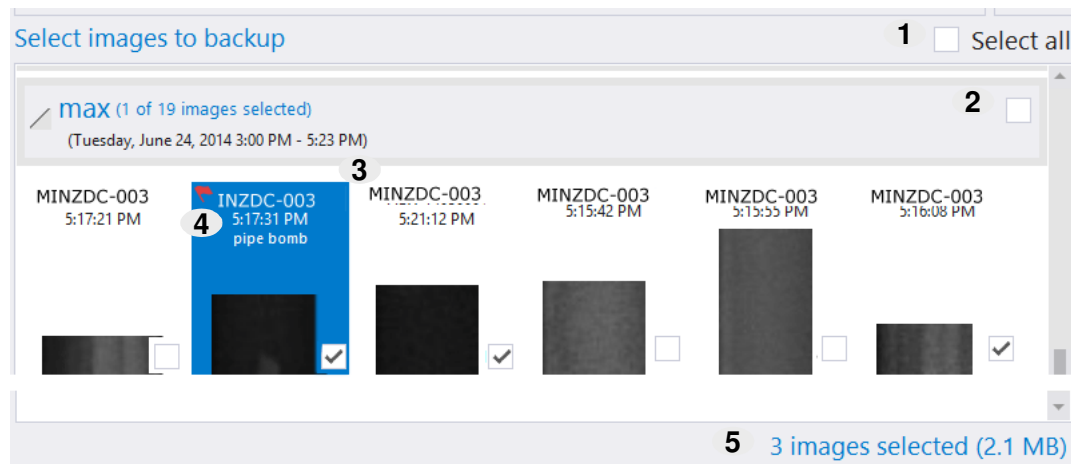 Select images to backup
1 Select all
max (1 of 19 images selected)
2
(Tuesday, June 24, 2014 3:00 PM - 5:23 PM)
3
MINZDC-003 INZDC-003 MINZDC-003 MINZDC-003 MINZDC-003 MINZDC-003
5:17:21 PM 4 5:17:31 PM 5:21:12 PM 5:15:42 PM 5:15:55 PM 5:16:08 PM
pipe bomb
5 3 images selected (2.1 MB)